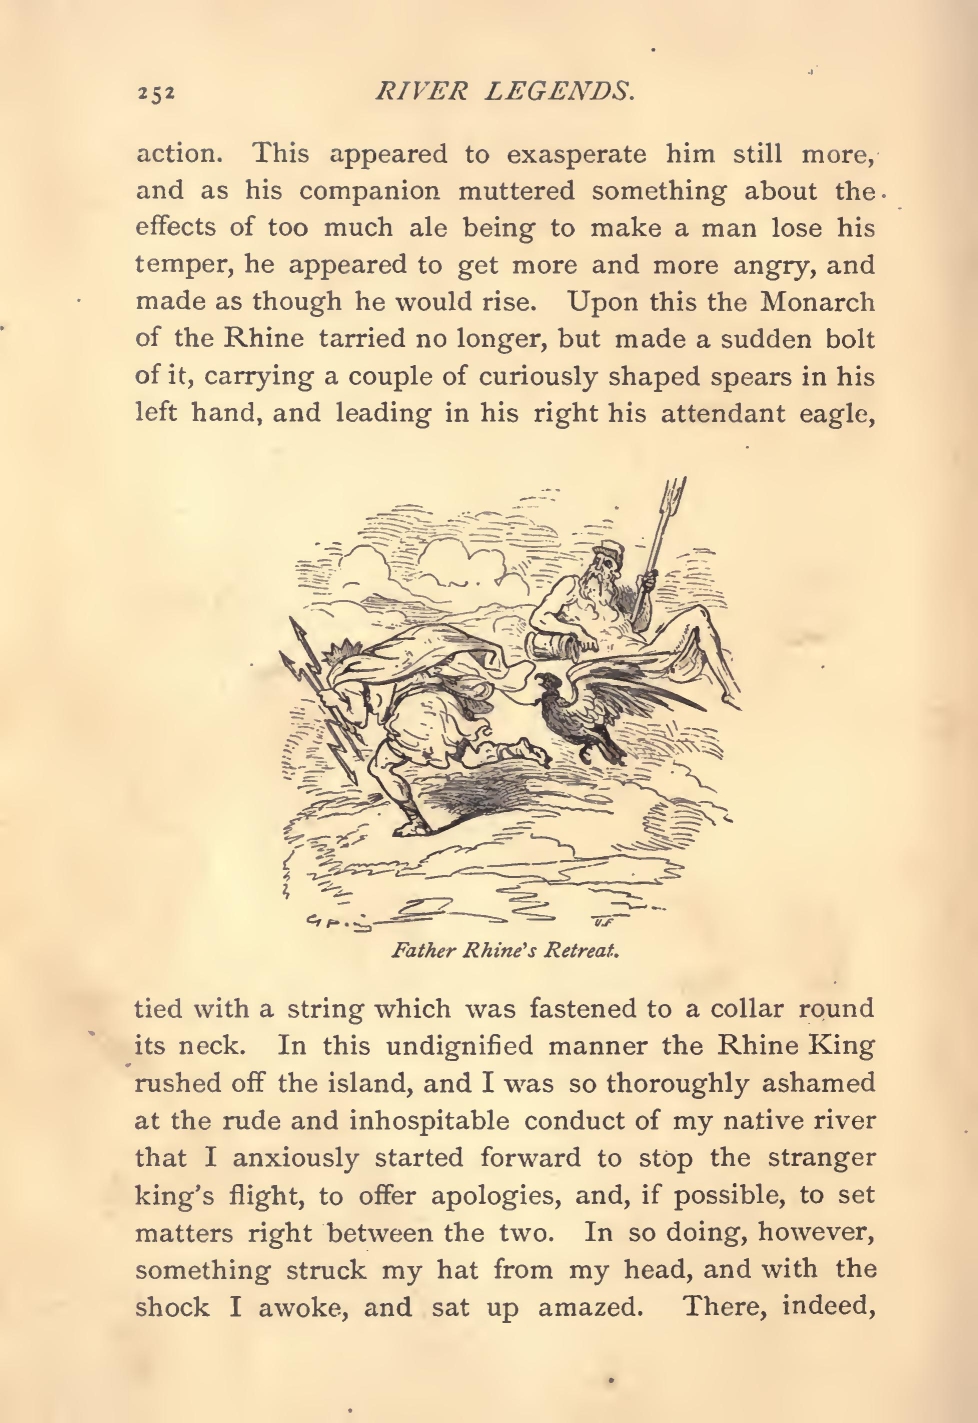 252
RIVER LEGENDS.
action. This appeared to exasperate him still more,
and as his companion muttered something about the
effects of too much ale being to make a man lose his
temper, he appeared to get more and more angry, and
made as though he would rise. Upon this the Monarch
of the Rhine tarried no longer, but made a sudden bolt
of it, carrying a couple of curiously shaped spears in his
left hand, and leading in his right his attendant eagle,
Father Rhine's Retreat.
tied with a string which was fastened to a collar round
its neck. In this undignified manner the Rhine King
rushed off the island, and I was so thoroughly ashamed
at the rude and inhospitable conduct of my native river
that I anxiously started forward to stop the stranger
king's flight, to offer apologies, and, if possible, to set
matters right between the two. In so doing, however,
something struck my hat from my head, and with the
shock I awoke, and sat up amazed. There, indeed,